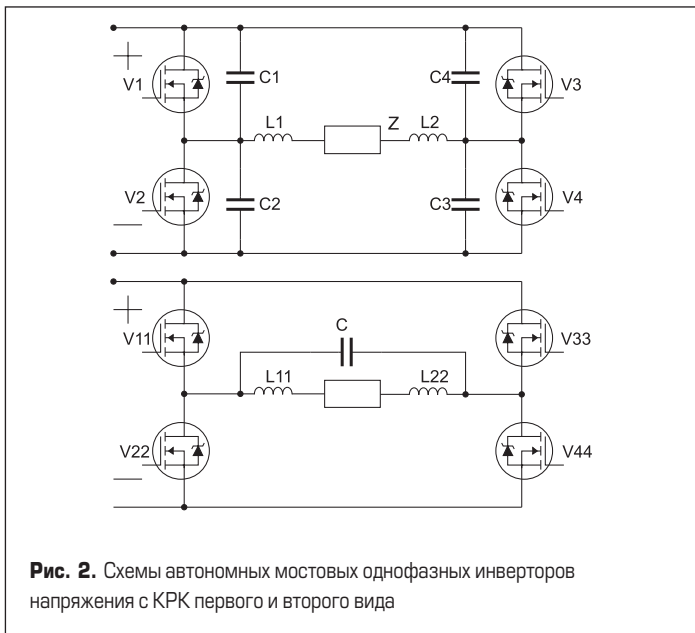 C1 C4
V1 V3
L1 Z L2
V2 C2 C3 V4
C
V11 V33
L11 L22
V22 V44
Рис. 2. Схемы автономных мостовых однофазных инверторов
напряжения с КРК первого и второго вида